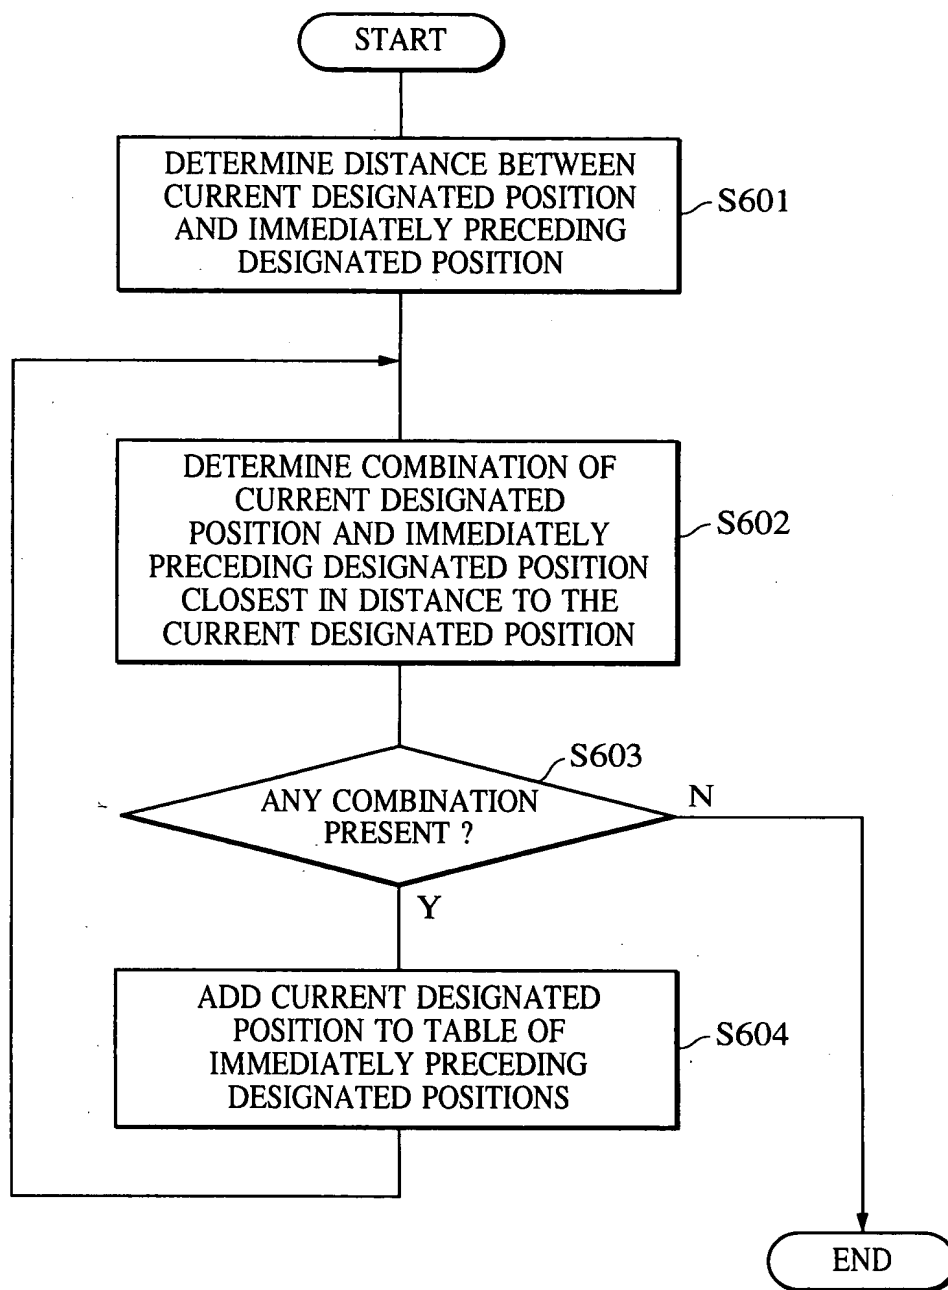 START
DETERMINE DISTANCE BETWEEN
CURRENT DESIGNATED POSITION
AND IMMEDIATELY PRECEDING
DESIGNATED POSITION
S601
DETERMINE COMBINATION OF
CURRENT DESIGNATED
POSITION AND IMMEDIATELY
PRECEDING DESIGNATED POSITION
CLOSEST IN DISTANCE TO THE
CURRENT DESIGNATED POSITION
S602
S603
ANY COMBINATION
PRESENT ?
N
Y
ADD CURRENT DESIGNATED
POSITION TO TABLE OF
IMMEDIATELY PRECEDING
DESIGNATED POSITIONS
S604
END